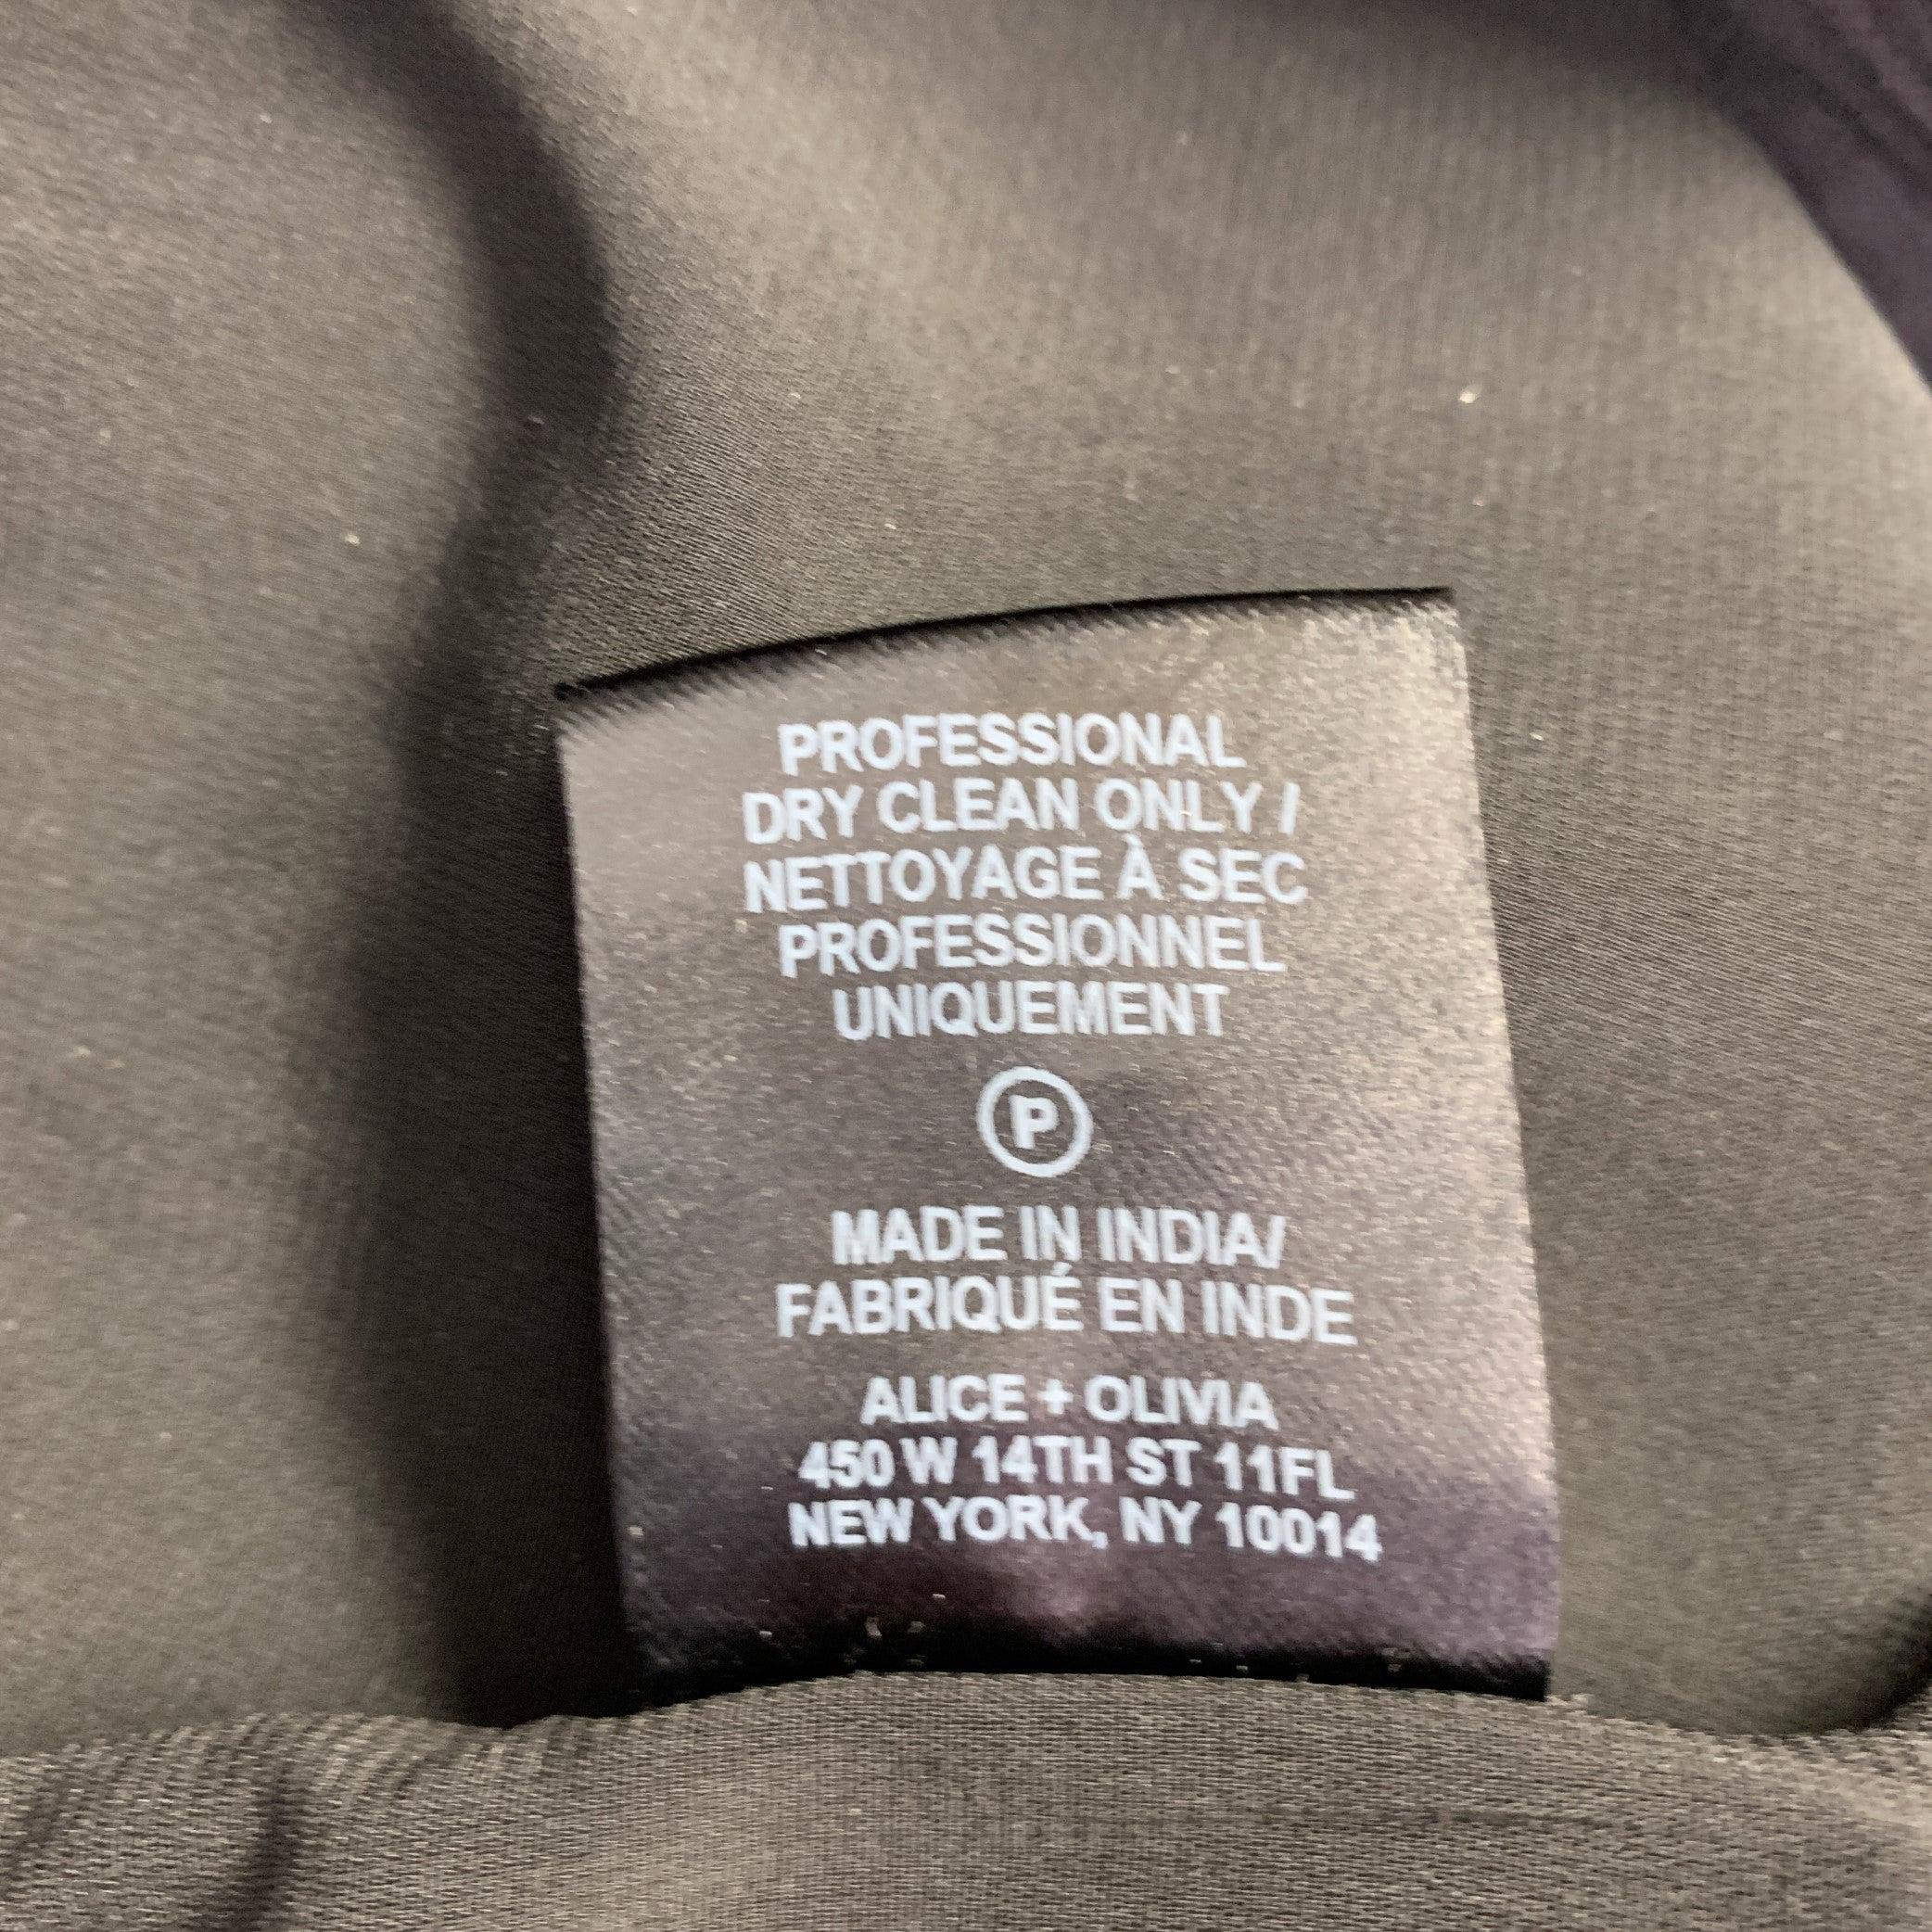 PROFESSIONAL
DRY CLEAN ONLY /
NETTOYAGE À SEC
PROFESSIONNEL
UNIQUEMENT
P
MADE IN INDIA/
FABRIQUÉ EN INDE
ALICE + OLIVIA
450 W 14TH ST 11FL
NEW YORK, NY 10014